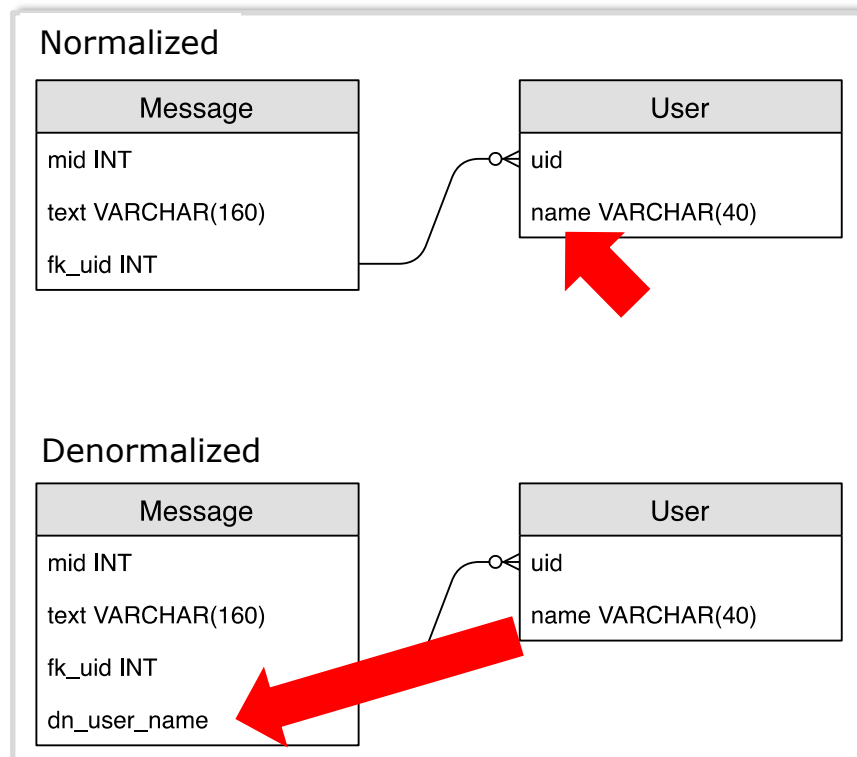 Normalized
Message
mid INT
text VARCHAR(160)
fk_uid INT
User
uid
name VARCHAR(40)
Denormalized
Message
mid INT
text VARCHAR(160)
fk_uid INT
dn_user_name
User
uid
name VARCHAR(40)